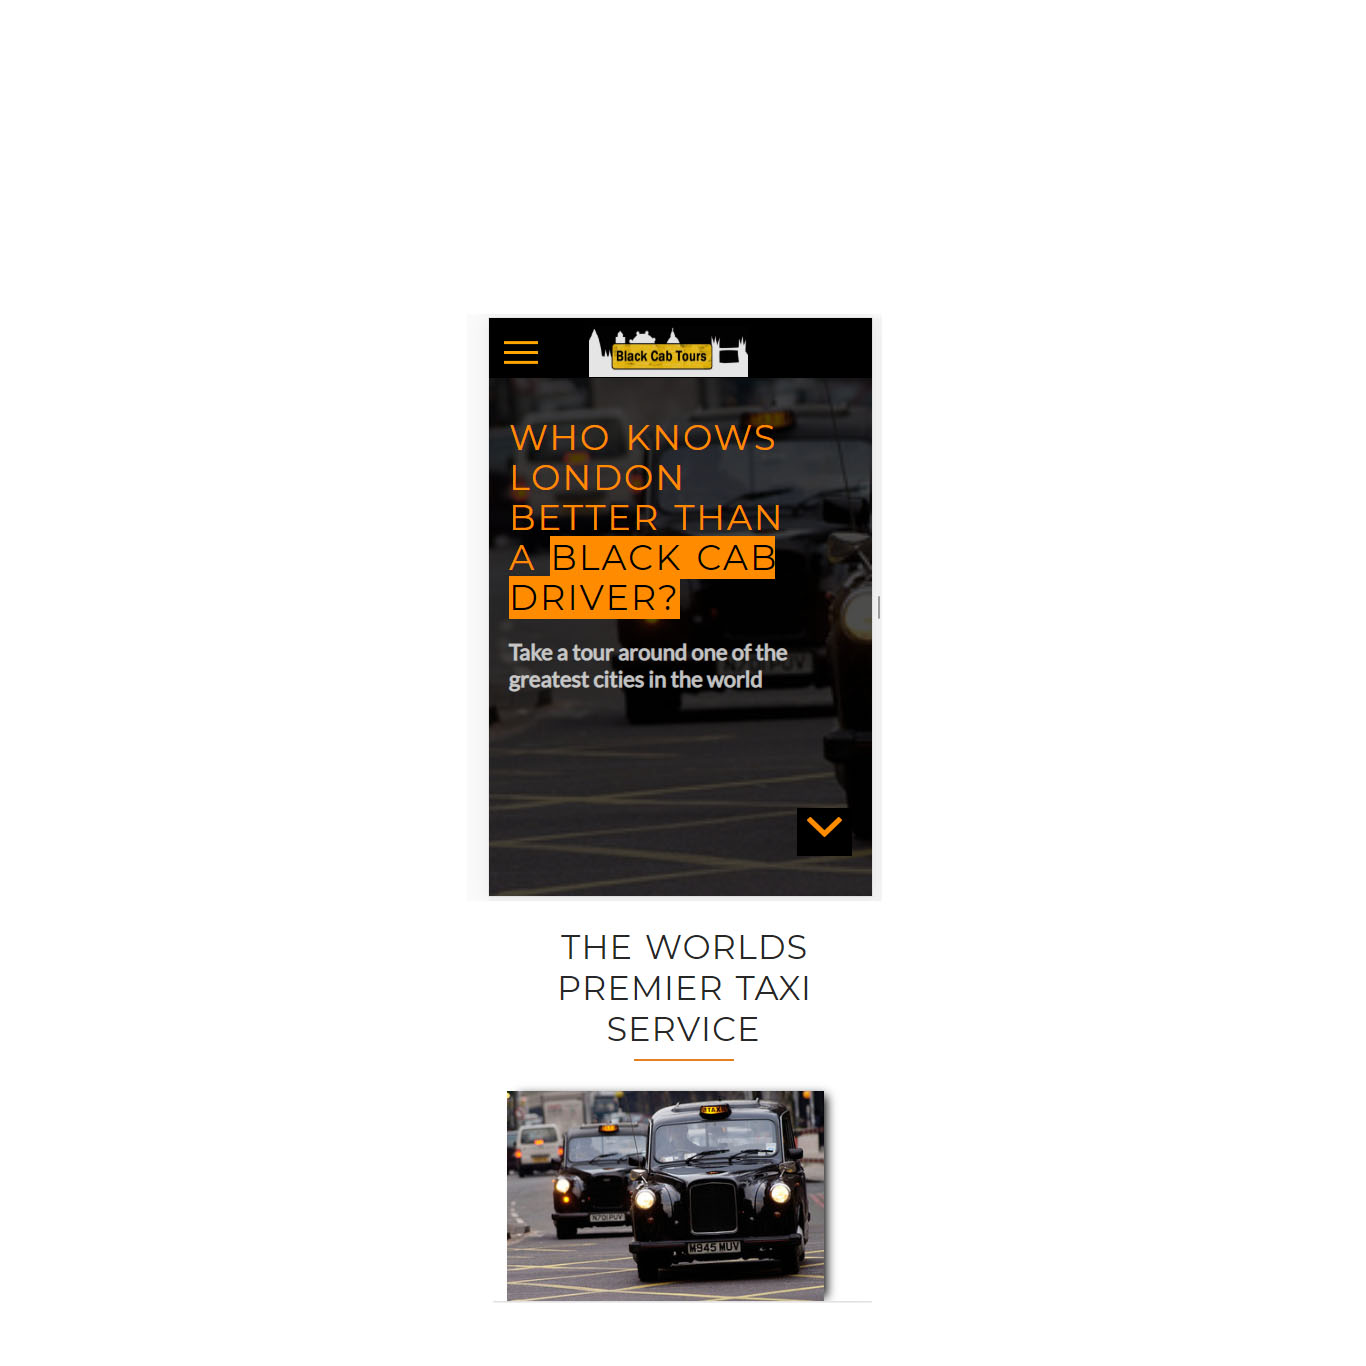 Black Cab Tours
WHO KNOWS
LONDON
BETTER THAN
A BLACK CAB
DRIVER?
Take a tour around one of the
greatest cities in the world
THE WORLDS
PREMIER TAXI
SERVICE
TAXI
M945 MUV